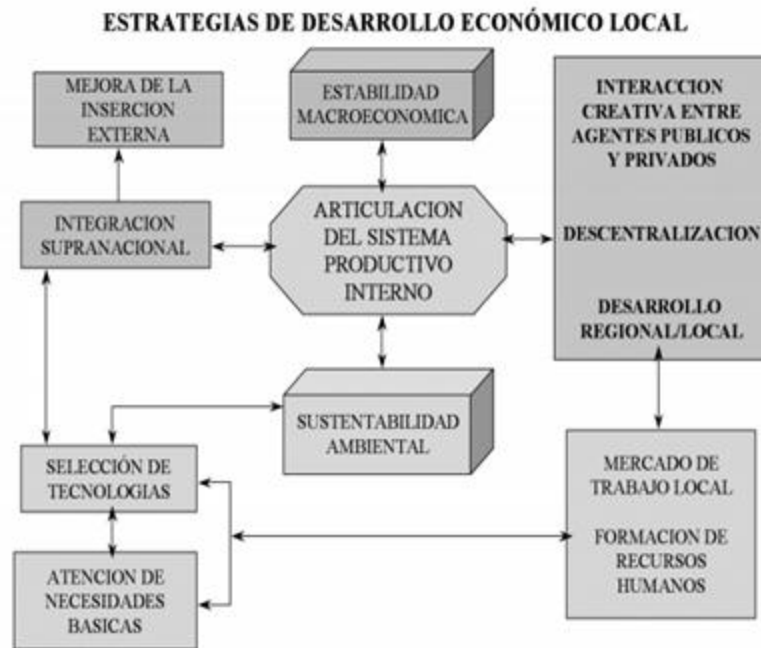 ESTRATEGIAS DE DESARROLLO ECONÓMICO LOCAL
MEJORA DE LA
INSERCION
EXTERNA
ESTABILIDAD
MACROECONOMICA
INTERACCION
CREATIVA ENTRE
AGENTES PUBLICOS
Y PRIVADOS
DESCENTRALIZACION
DESARROLLO
REGIONAL/LOCAL
INTEGRACION
SUPRANACIONAL
ARTICULACION
DEL SISTEMA
PRODUCTIVO
INTERNO
SUSTENTABILIDAD
AMBIENTAL
SELECCIÓN DE
TECNOLOGIAS
ATENCION DE
NECESIDADES
BASICAS
MERCADO DE
TRABAJO LOCAL
FORMACION DE
RECURSOS
HUMANOS